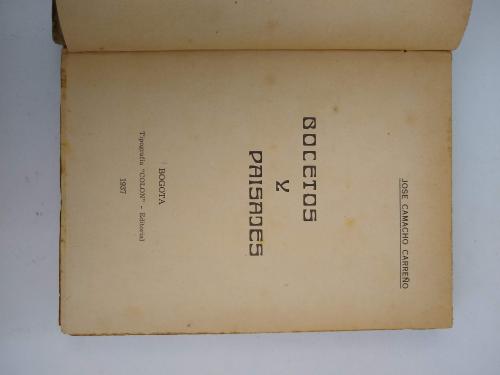 JOSE CAMACHO CARREÑO
BOCETOS
Y
PAISAJES
BOGOTA
Tipografía "COLON" - Editorial
1937